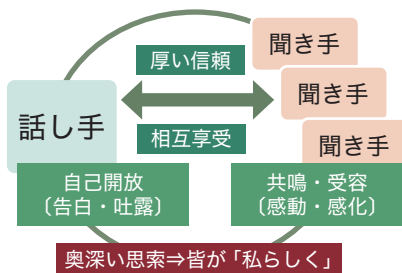 聞き手
厚い信頼
聞き手
話し手
相互享受
聞き手
自己開放
〔告白・吐露〕
共鳴・受容
〔感動・感化〕
奥深い思索⇒皆が「私らしく」